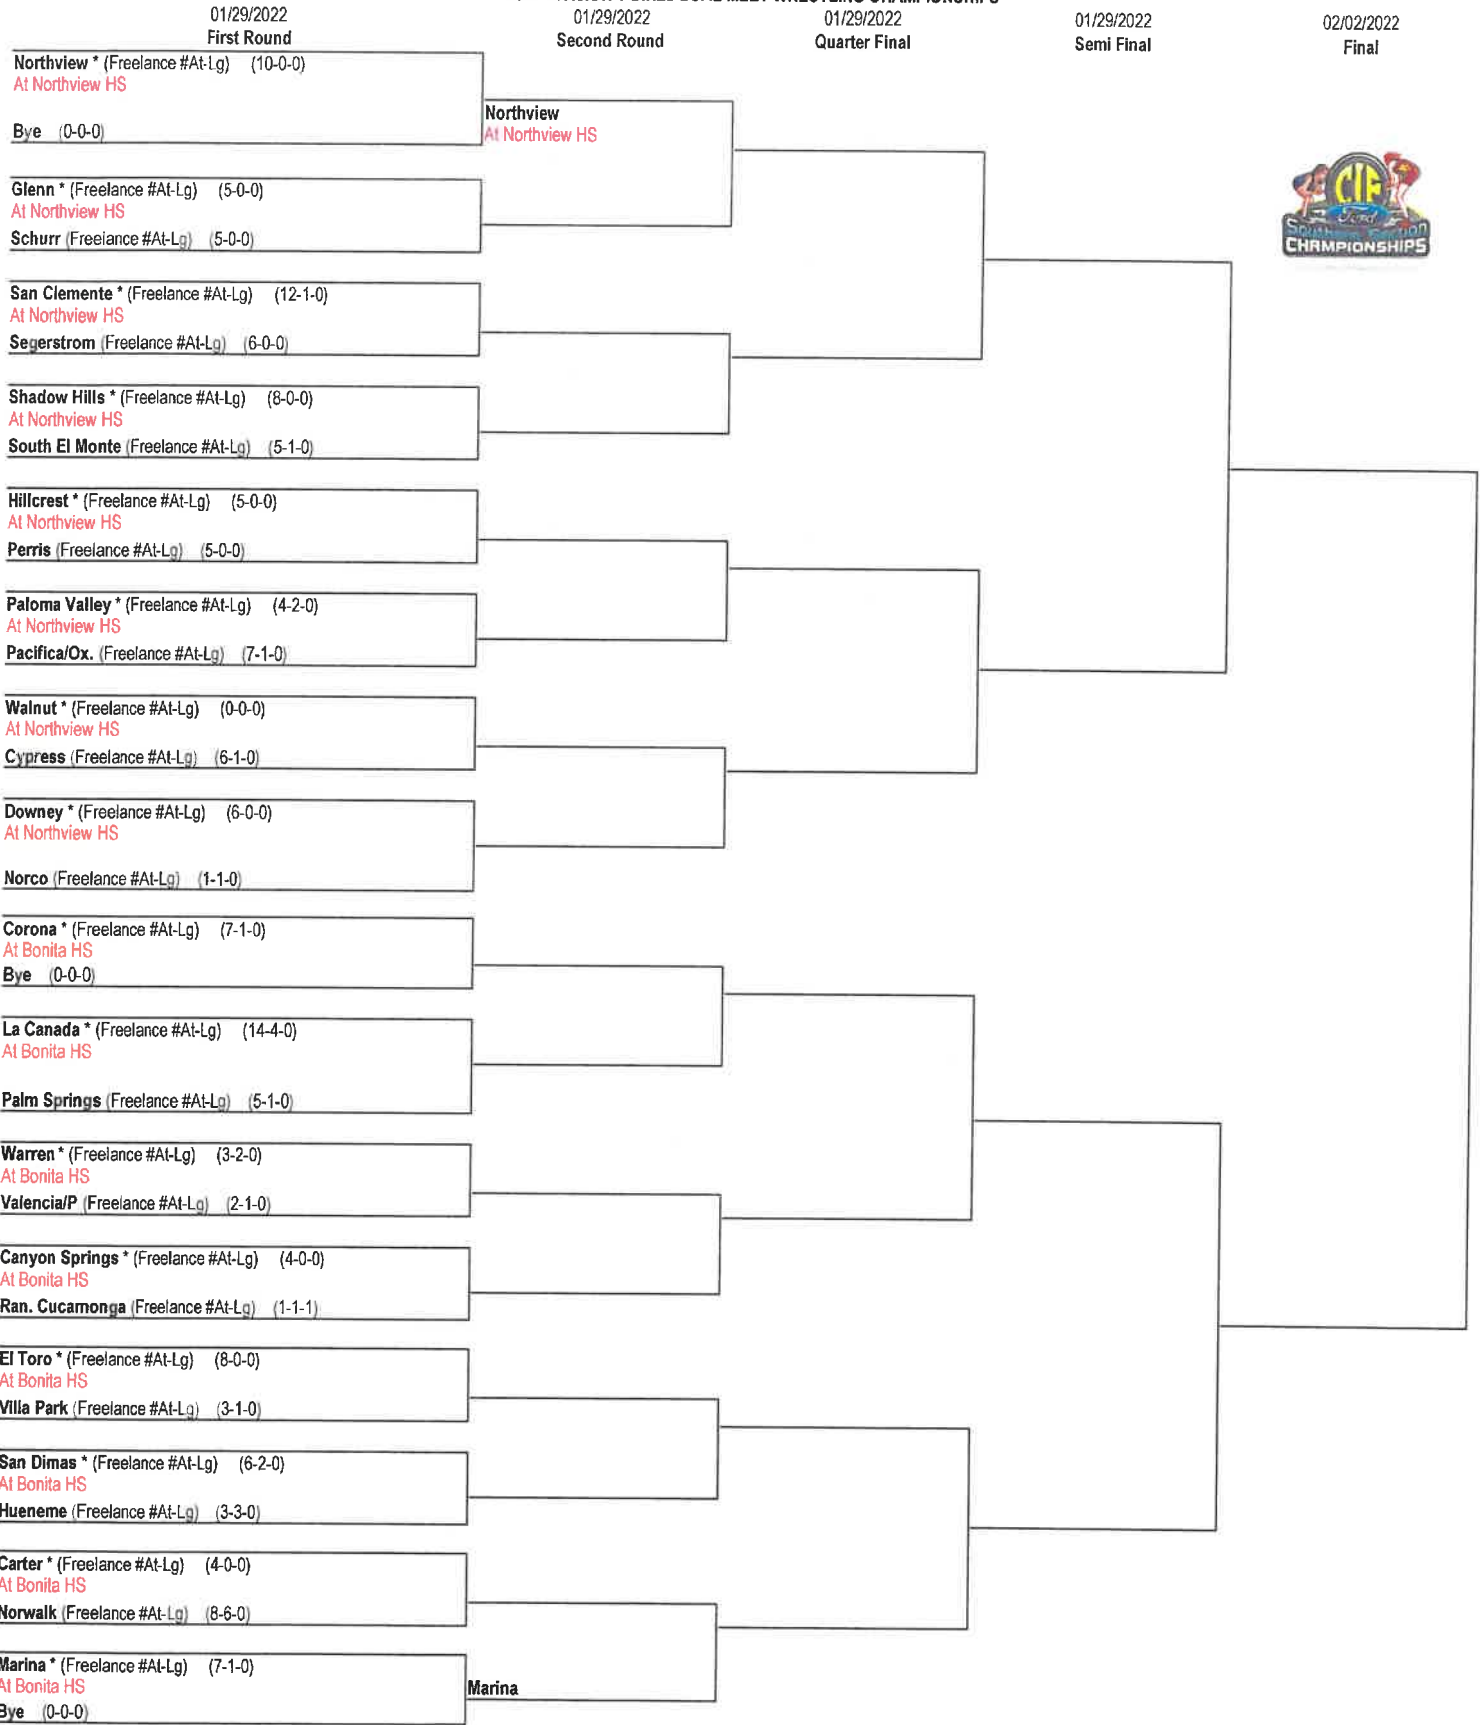 01/29/2022
First Round
01/29/2022
Second Round
01/29/2022
Quarter Final
01/29/2022
Semi Final
02/02/2022
Final
Northview * (Freelance #At-Lg) (10-0-0)
At Northview HS
Bye (0-0-0)
Northview
At Northview HS
Glenn * (Freelance #At-Lg) (5-0-0)
At Northview HS
Schurr (Freelance #At-Lg) (5-0-0)
CIF
Ford
Southern Section
CHAMPIONSHIPS
San Clemente * (Freelance #At-Lg) (12-1-0)
At Northview HS
Segerstrom (Freelance #At-Lg) (6-0-0)
Shadow Hills * (Freelance #At-Lg) (8-0-0)
At Northview HS
South El Monte (Freelance #At-Lg) (5-1-0)
Hillcrest * (Freelance #At-Lg) (5-0-0)
At Northview HS
Perris (Freelance #At-Lg) (5-0-0)
Paloma Valley * (Freelance #At-Lg) (4-2-0)
At Northview HS
Pacifica/Ox. (Freelance #At-Lg) (7-1-0)
Walnut * (Freelance #At-Lg) (0-0-0)
At Northview HS
Cypress (Freelance #At-Lg) (6-1-0)
Downey * (Freelance #At-Lg) (6-0-0)
At Northview HS
Norco (Freelance #At-Lg) (1-1-0)
Corona * (Freelance #At-Lg) (7-1-0)
At Bonita HS
Bye (0-0-0)
La Canada * (Freelance #At-Lg) (14-4-0)
At Bonita HS
Palm Springs (Freelance #At-Lg) (5-1-0)
Warren * (Freelance #At-Lg) (3-2-0)
At Bonita HS
Valencia/P (Freelance #At-Lg) (2-1-0)
Canyon Springs * (Freelance #At-Lg) (4-0-0)
At Bonita HS
Ran. Cucamonga (Freelance #At-Lg) (1-1-1)
El Toro * (Freelance #At-Lg) (8-0-0)
At Bonita HS
Villa Park (Freelance #At-Lg) (3-1-0)
San Dimas * (Freelance #At-Lg) (6-2-0)
At Bonita HS
Hueneme (Freelance #At-Lg) (3-3-0)
Carter * (Freelance #At-Lg) (4-0-0)
At Bonita HS
Norwalk (Freelance #At-Lg) (8-6-0)
Marina * (Freelance #At-Lg) (7-1-0)
At Bonita HS
Bye (0-0-0)
Marina